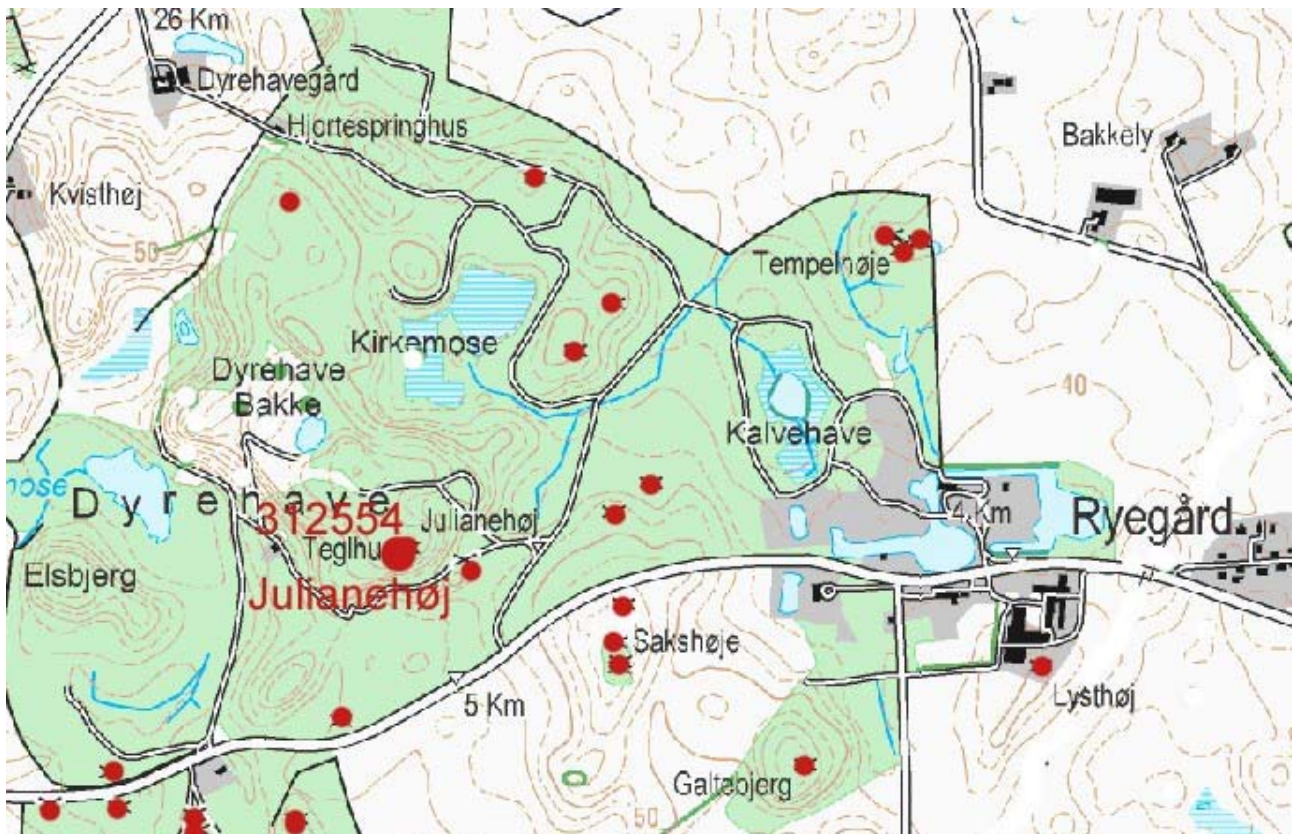 26 Km
Dyrehavegård
Hjortespringhus
Bakkely
Kvisthøj
50
Tempelhøje
Kirkemose
Dyrehave
Bakke
40
Kalvehave
mose
Dyrehave
312554
Julianehøj
4 Km
Ryegård
Teglhu
Elsbjerg
Julianehøj
Sakshøje
5 Km
Lysthøj
Galtebjerg
50